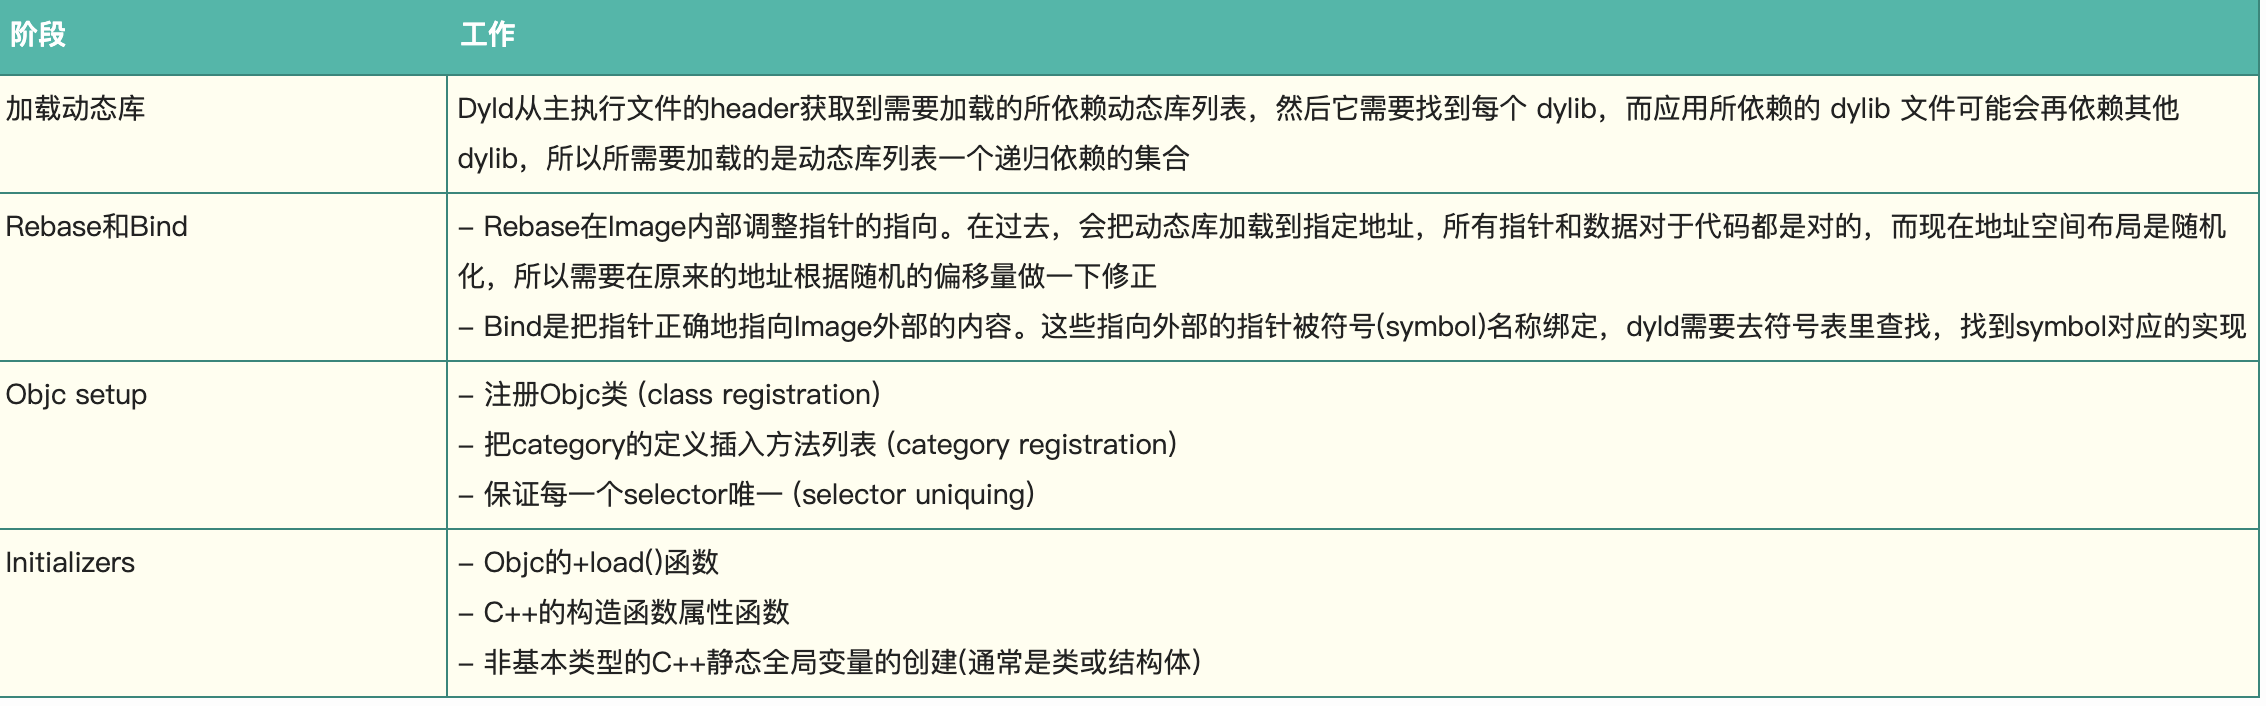 阶段
工作
加载动态库
Dyld从主执行文件的header获取到需要加载的所依赖动态库列表，然后它需要找到每个 dylib，而应用所依赖的 dylib 文件可能会再依赖其他
dylib，所以所需要加载的是动态库列表一个递归依赖的集合
Rebase和Bind
– Rebase在Image内部调整指针的指向。在过去，会把动态库加载到指定地址，所有指针和数据对于代码都是对的，而现在地址空间布局是随机
化，所以需要在原来的地址根据随机的偏移量做一下修正
– Bind是把指针正确地指向Image外部的内容。这些指向外部的指针被符号(symbol)名称绑定，dyld需要去符号表里查找，找到symbol对应的实现
Objc setup
– 注册Objc类 (class registration)
– 把category的定义插入方法列表 (category registration)
– 保证每一个selector唯一 (selector uniquing)
Initializers
– Objc的+load()函数
– C++的构造函数属性函数
– 非基本类型的C++静态全局变量的创建(通常是类或结构体)